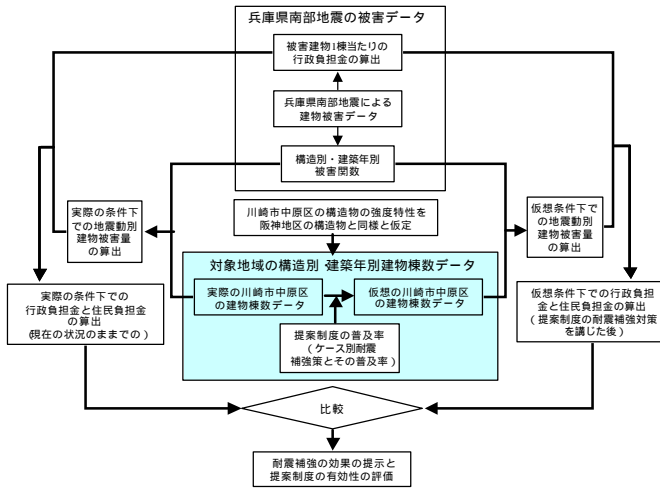 兵庫県南部地震の被害データ
被害建物1棟当たりの
行政負担金の算出
兵庫県南部地震による
建物被害データ
構造別・建築年別
被害関数
実際の条件下
での地震動別
建物被害量
の算出
川崎市中原区の構造物の強度特性を
阪神地区の構造物と同様と仮定
仮想条件下で
の地震動別
建物被害量
の算出
対象地域の構造別・建築年別建物棟数データ
実際の川崎市中原区
の建物棟数データ
仮想の川崎市中原区
の建物棟数データ
実際の条件下での
行政負担金と住民負担金
の算出
(現在の状況のままでの)
提案制度の普及率
(ケース別耐震
補強策とその普及率)
仮想条件下での行政負担
金と住民負担金の算出
(提案制度の耐震補強対策
を講じた後)
比較
耐震補強の効果の提示と
提案制度の有効性の評価